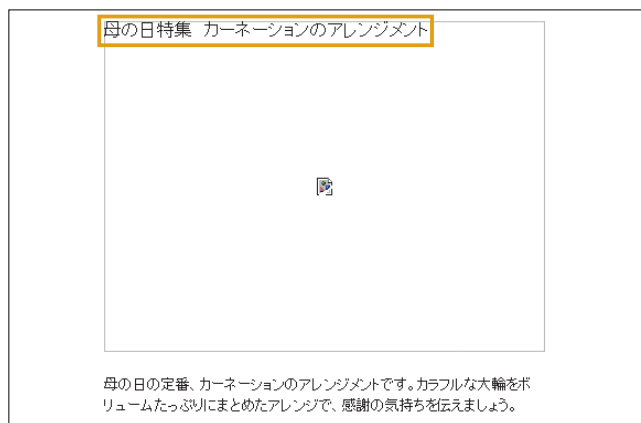 母の日特集 カーネーションのアレンジメント
母の日の定番、カーネーションのアレンジメントです。カラフルな大輪をボ
リュームたっぷりにまとめたアレンジで、感謝の気持ちを伝えましょう。